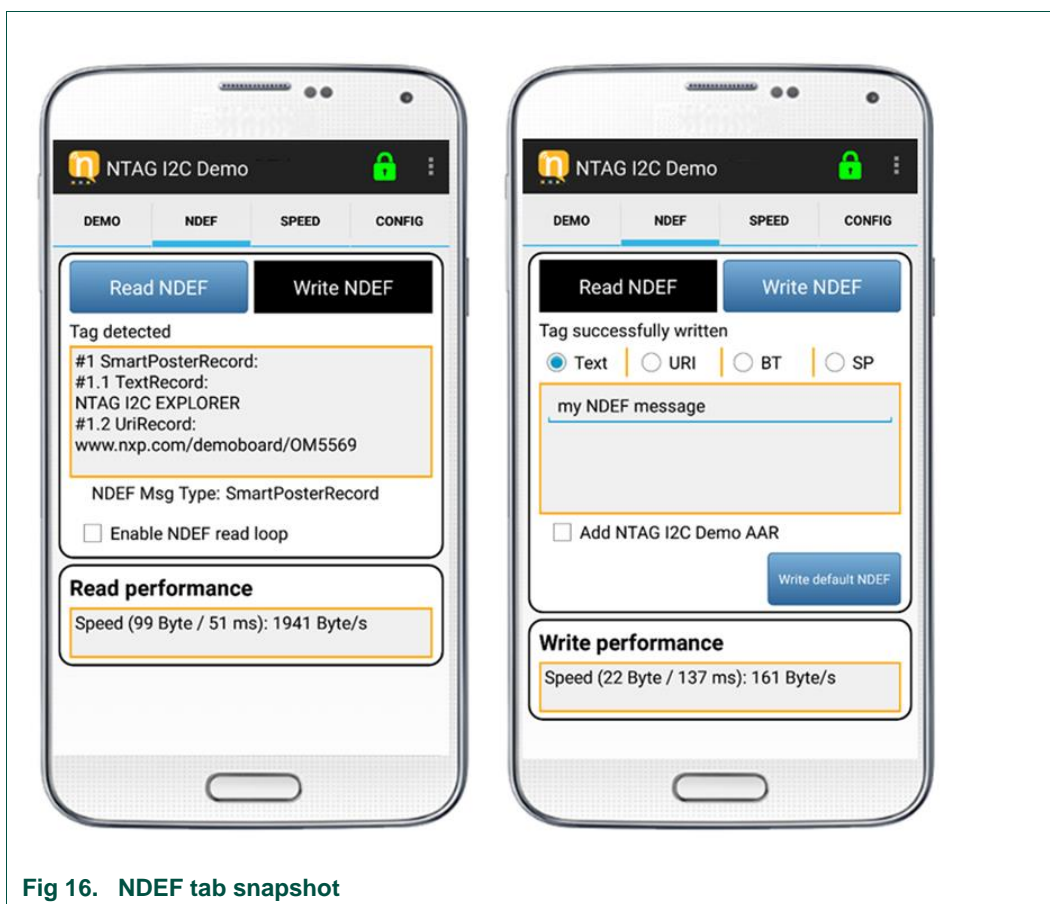 NTAG I2C Demo
DEMO NDEF SPEED CONFIG
Read NDEF Write NDEF
Tag detected
#1 SmartPosterRecord:
#1.1 TextRecord:
NTAG I2C EXPLORER
#1.2 UriRecord:
www.nxp.com/demoboard/OM5569
NDEF Msg Type: SmartPosterRecord
Enable NDEF read loop
Read performance
Speed (99 Byte / 51 ms): 1941 Byte/s
NTAG I2C Demo
DEMO NDEF SPEED CONFIG
Read NDEF Write NDEF
Tag successfully written
Text URI BT SP
my NDEF message
Add NTAG I2C Demo AAR
Write default NDEF
Write performance
Speed (22 Byte / 137 ms): 161 Byte/s
Fig 16. NDEF tab snapshot